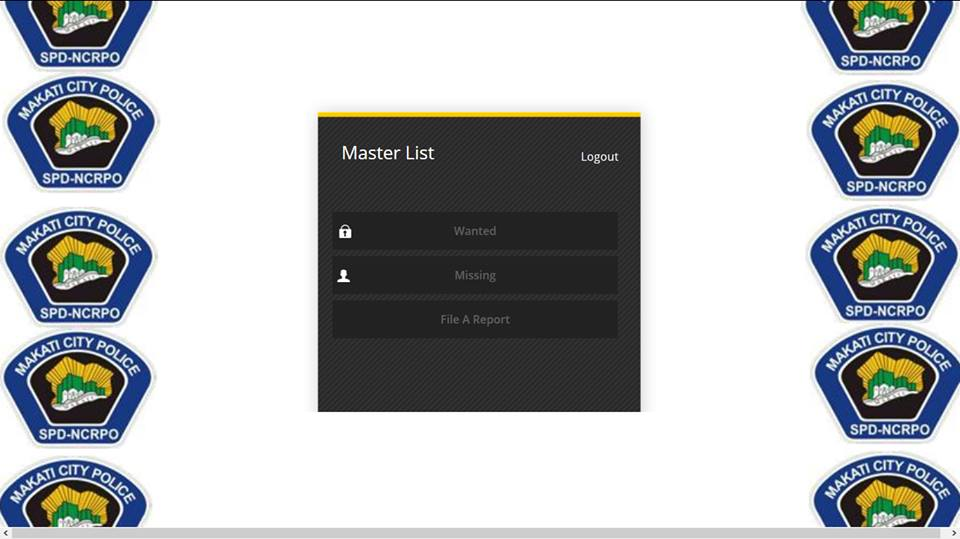 SPD-NCRPO
SPD-NCRPO
MAKATI CITY POLICE
SPD-NCRPO
MAKATI CITY POLICE
SPD-NCRPO
Master List
Logout
Wanted
Missing
File A Report
MAKATI CITY POLICE
SPD-NCRPO
MAKATI CITY POLICE
SPD-NCRPO
MAKATI CITY POLICE
SPD-NCRPO
MAKATI CITY POLICE
SPD-NCRPO
MAKATI CITY POLICE
MAKATI CITY POLICE